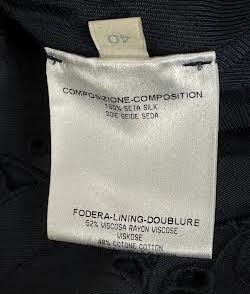 40
COMPOSIZIONE-COMPOSITION
100% SETA SILK
SOIE SEIGE SEDA
FODERA-LINING-DOUBLURE
52% VISCOSA RAYON VISCOSE
VISKOSE
48% COTONE COTTON